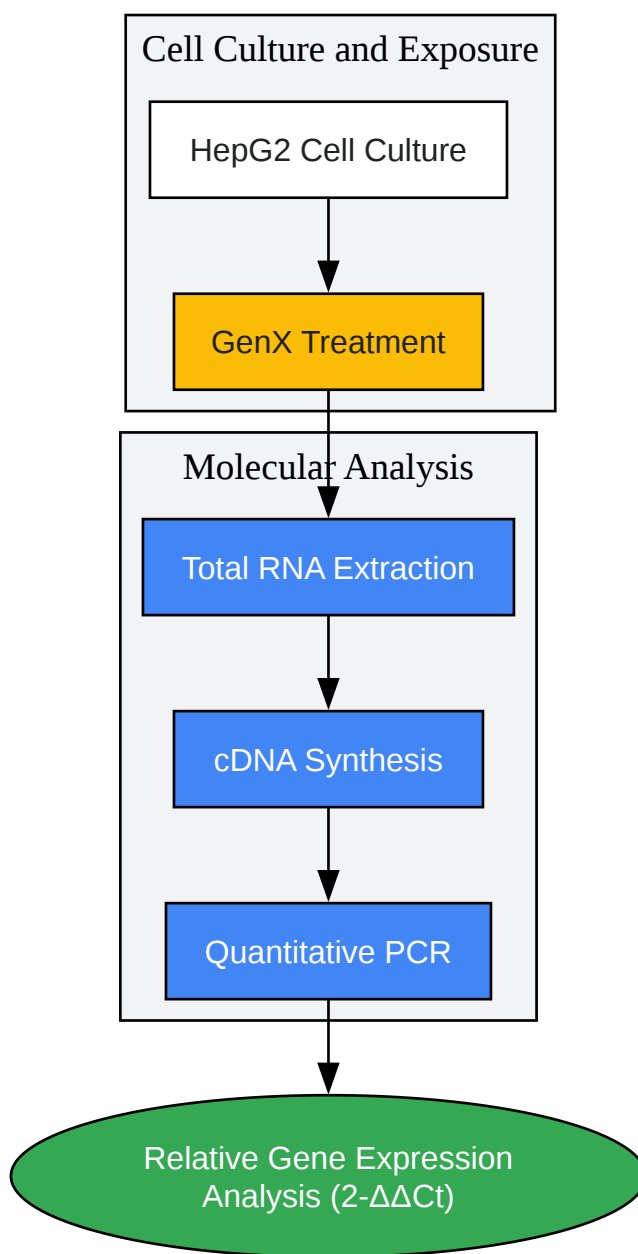 Cell Culture and Exposure
HepG2 Cell Culture
GenX Treatment
Molecular Analysis
Total RNA Extraction
cDNA Synthesis
Quantitative PCR
Relative Gene Expression
Analysis (2-ΔΔCt)